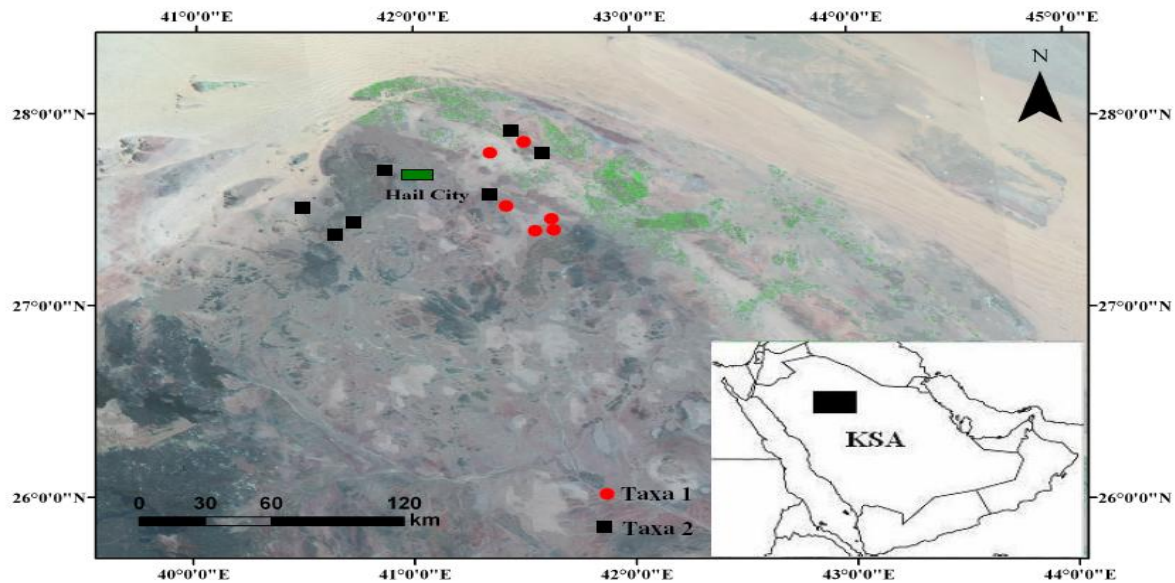 41°0'0"E 42°0'0"E 43°0'0"E 44°0'0"E 45°0'0"E
N
28°0'0"N 28°0'0"N
Hail City
27°0'0"N 27°0'0"N
KSA
26°0'0"N 26°0'0"N
0 30 60 120
km
Taxa 1
Taxa 2
40°0'0"E 41°0'0"E 42°0'0"E 43°0'0"E 44°0'0"E